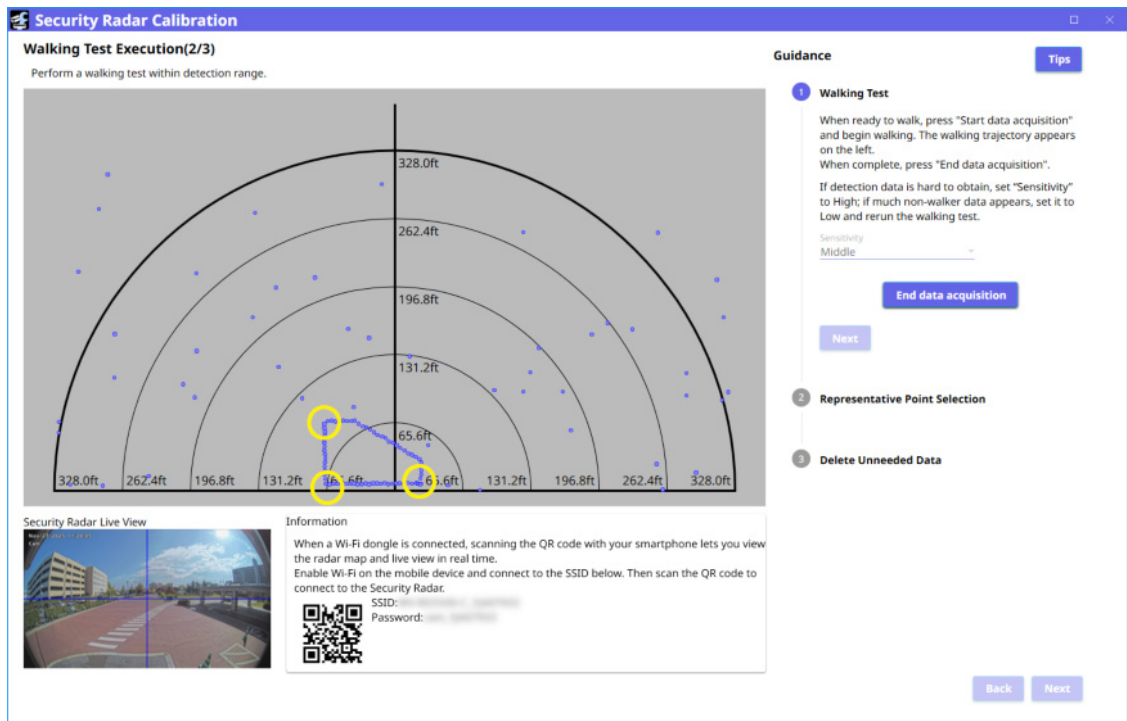 Security Radar Calibration
Walking Test Execution(2/3)
Perform a walking test within detection range.
328.0ft
262.4ft
196.8ft
131.2ft
65.6ft
328.0ft
262.4ft
196.8ft
131.2ft
65.6ft
65.6ft
131.2ft
196.8ft
262.4ft
328.0ft
Security Radar Live View
Information
When a Wi-Fi dongle is connected, scanning the QR code with your smartphone lets you view
the radar map and live view in real time.
Enable Wi-Fi on the mobile device and connect to the SSID below. Then scan the QR code to
connect to the Security Radar.
SSID:
Password:
Guidance
Tips
1
Walking Test
When ready to walk, press "Start data acquisition"
and begin walking. The walking trajectory appears
on the left.
When complete, press "End data acquisition".
If detection data is hard to obtain, set “Sensitivity”
to High; if much non-walker data appears, set it to
Low and rerun the walking test.
Sensitivity
Middle
End data acquisition
Next
2
Representative Point Selection
3
Delete Unneeded Data
Back
Next